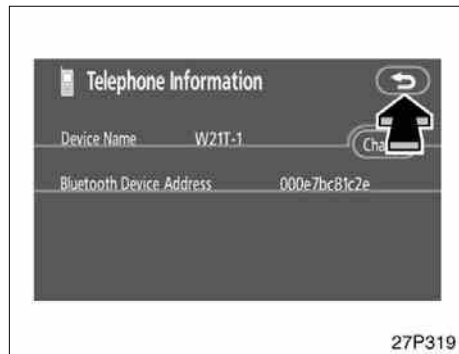 Telephone Information
Device Name W21T-1
Bluetooth Device Address 000e7bc81c2e
27P319